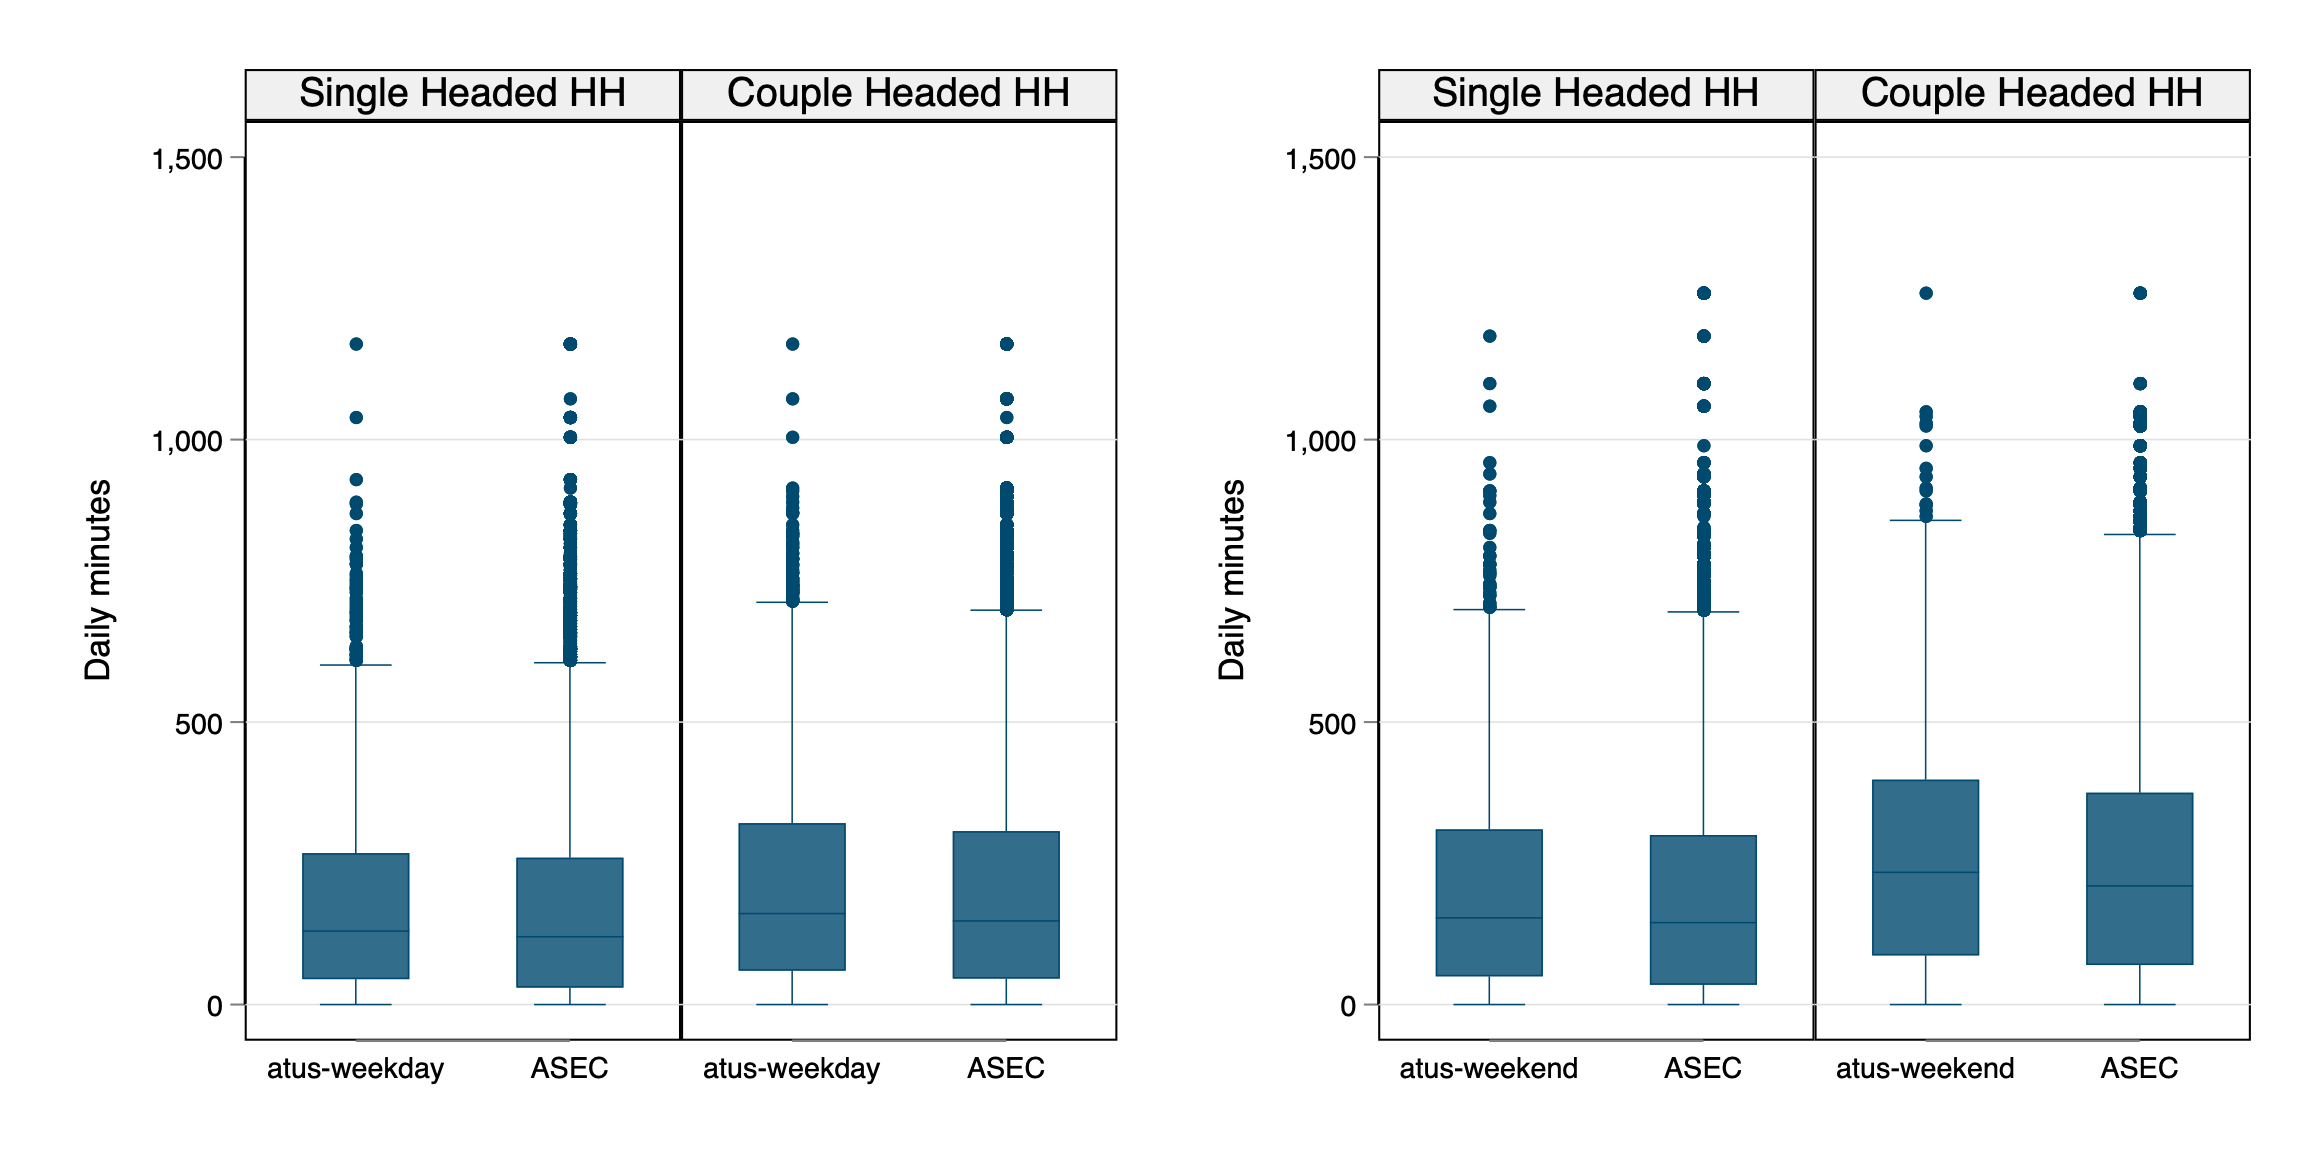 Single Headed HH
Couple Headed HH
1,500
1,000
500
0
Daily minutes
atus-weekday
ASEC
atus-weekday
ASEC
Single Headed HH
Couple Headed HH
1,500
1,000
500
0
Daily minutes
atus-weekend
ASEC
atus-weekend
ASEC